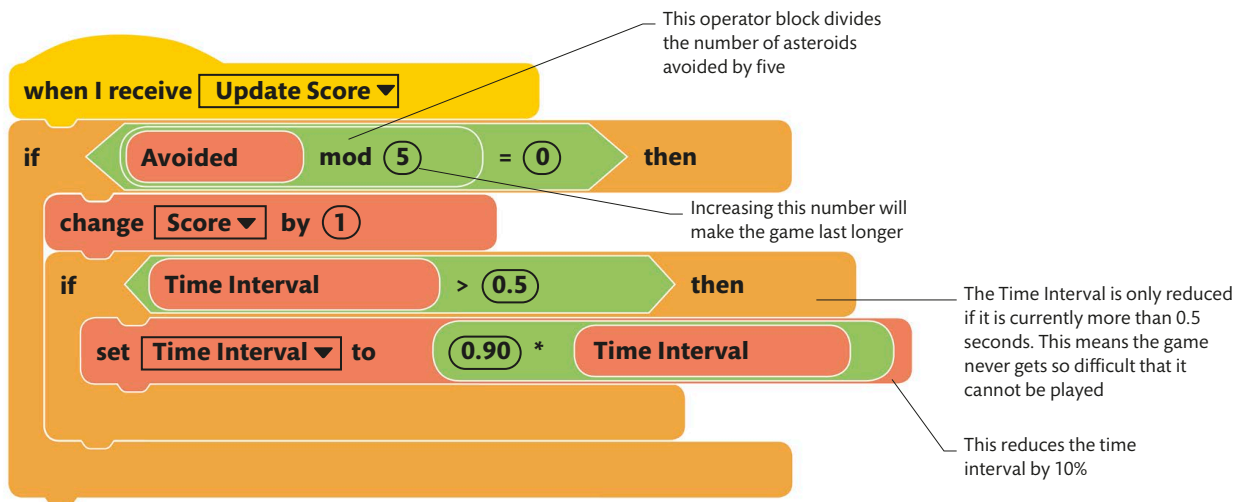 This operator block divides
the number of asteroids
avoided by five
when I receive Update Score
if Avoided mod 5 = 0 then
change Score by 1
Increasing this number will
make the game last longer
if Time Interval > 0.5 then
set Time Interval to 0.90 * Time Interval
The Time Interval is only reduced
if it is currently more than 0.5
seconds. This means the game
never gets so difficult that it
cannot be played
This reduces the time
interval by 10%